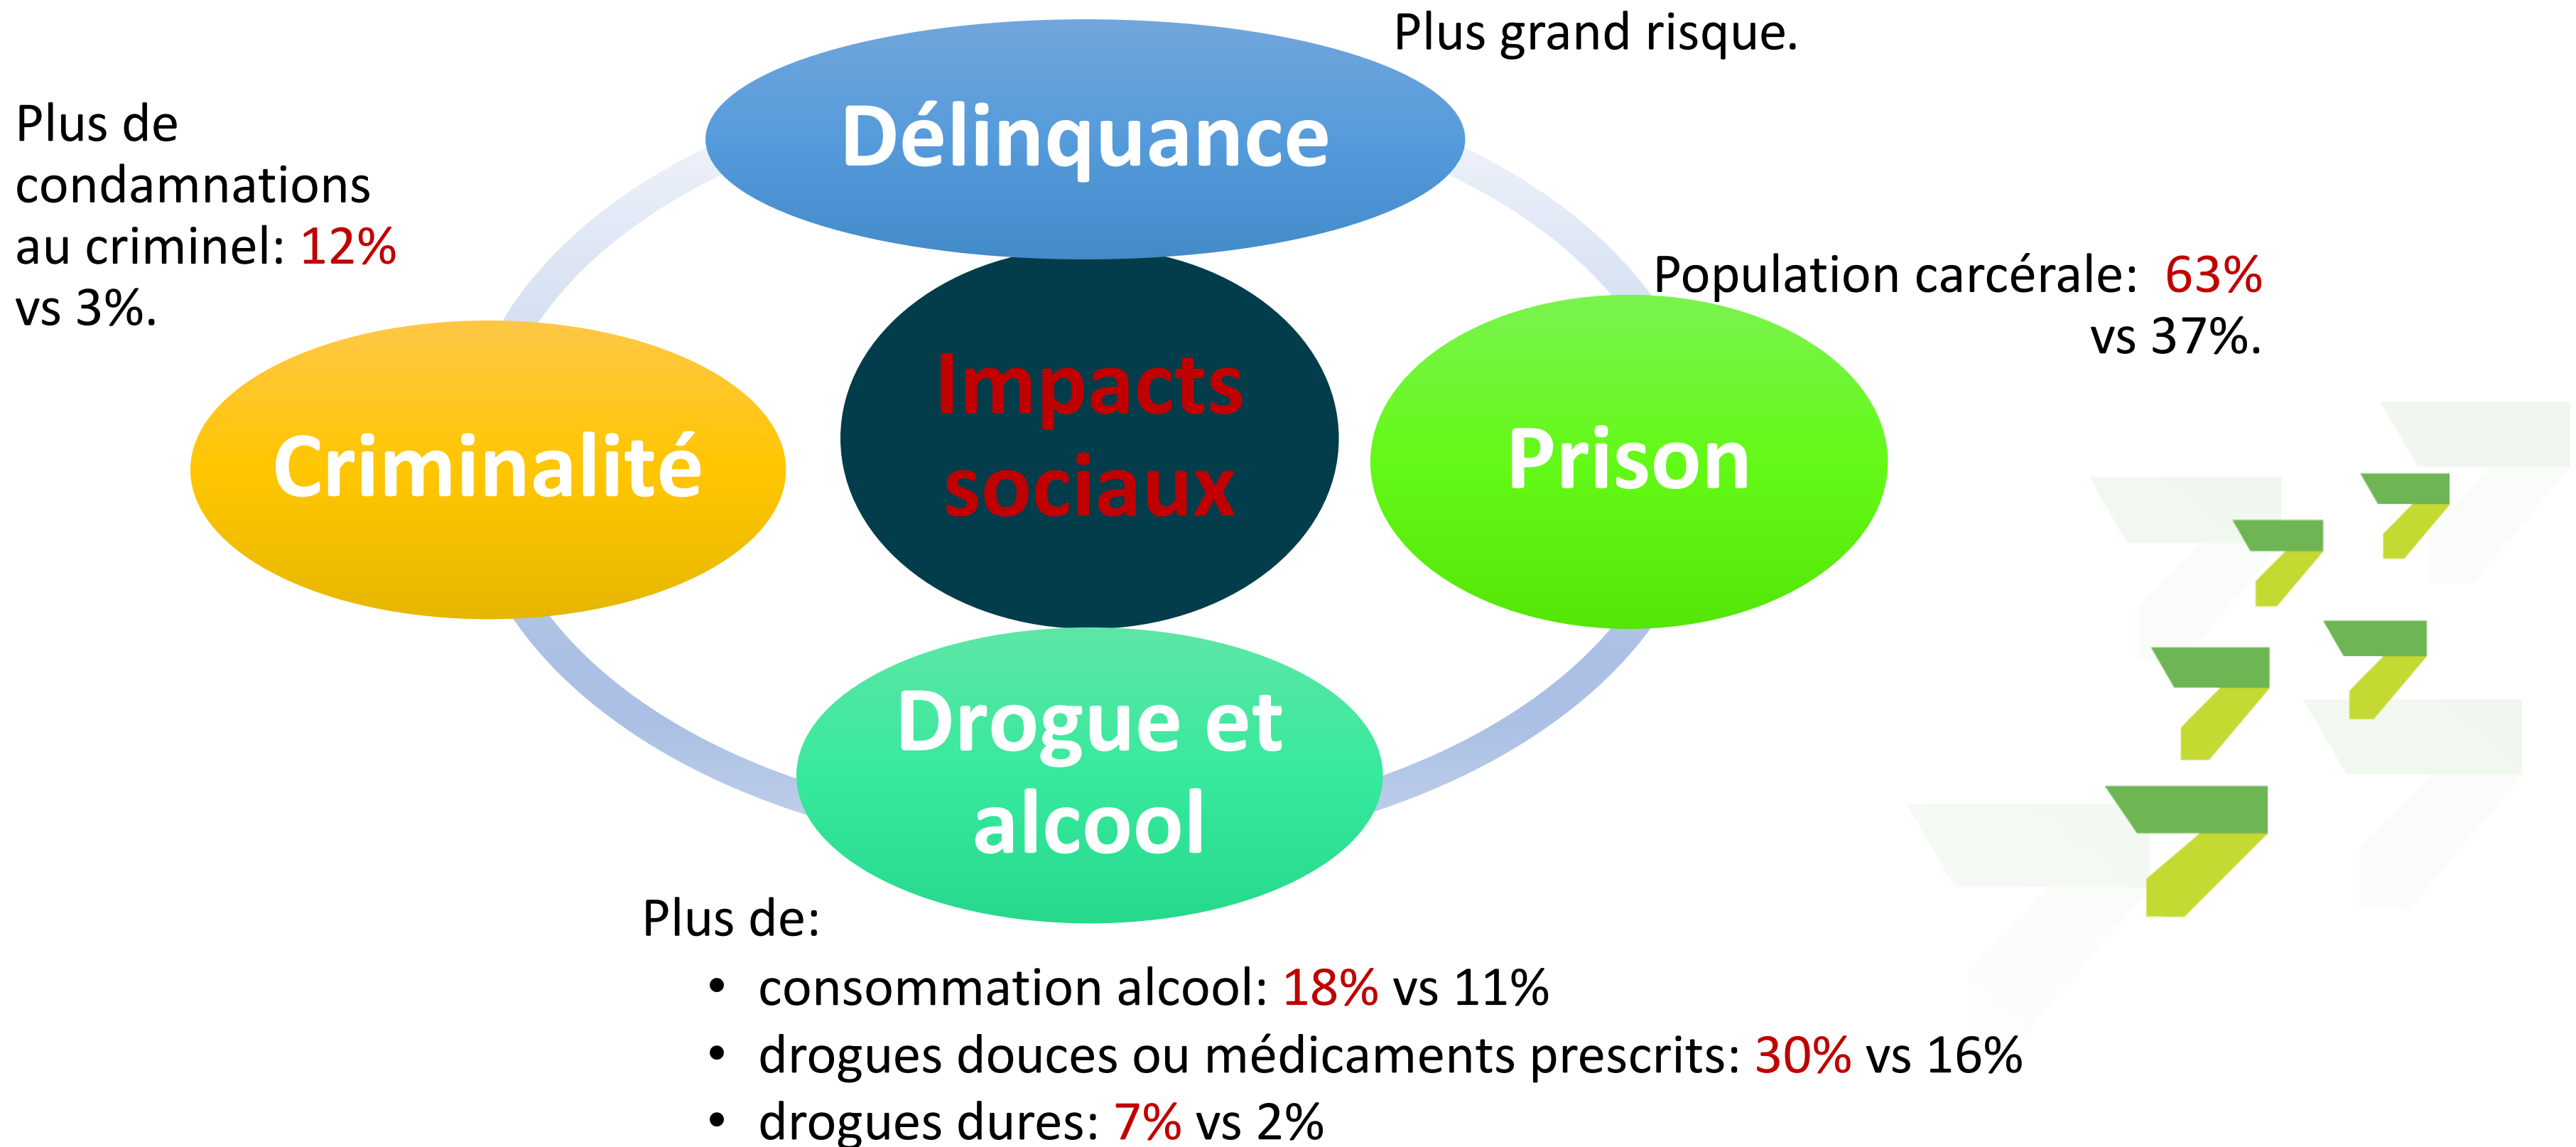 Plus grand risque.
Délinquance
Plus de
condamnations
au criminel: 12%
vs 3%.
Population carcérale: 63%
vs 37%.
Impacts
sociaux
Criminalité
Prison
Drogue et
alcool
Plus de:
• consommation alcool: 18% vs 11%
• drogues douces ou médicaments prescrits: 30% vs 16%
• drogues dures: 7% vs 2%